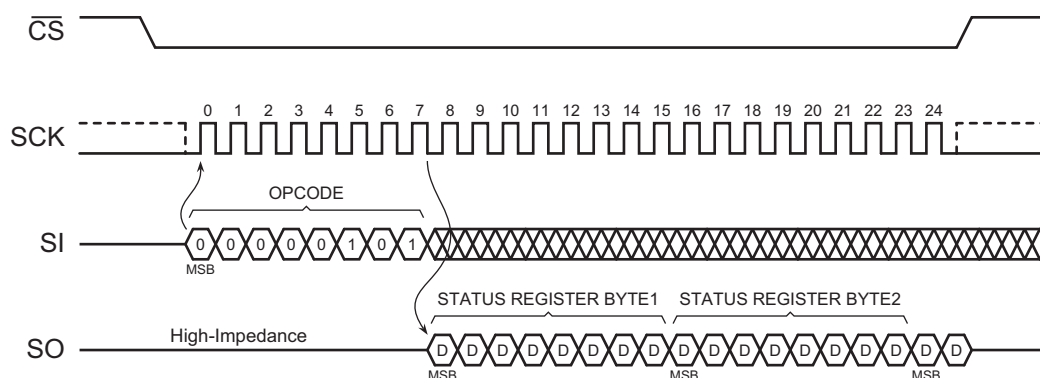 CS
SCK
0 1 2 3 4 5 6 7 8 9 10 11 12 13 14 15 16 17 18 19 20 21 22 23 24
OPCODE
SI
0 0 0 0 0 1 0 1
MSB
STATUS REGISTER BYTE1 STATUS REGISTER BYTE2
High-Impedance
SO
D D D D D D D D D D D D D D D D D D
MSB MSB MSB